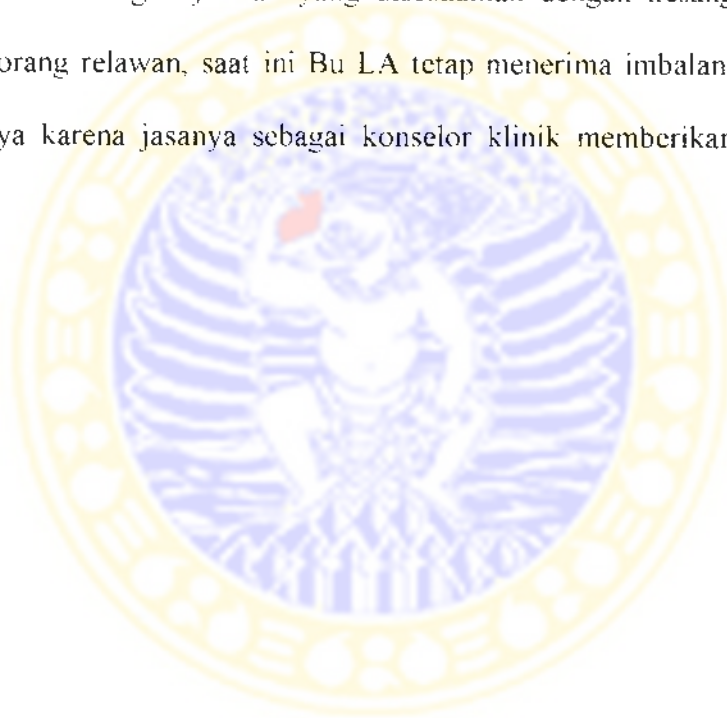 orang relawan, saat ini Bu LA tetap menerima imbalan
ya karena jasanya sebagai konselor klinik memberikan